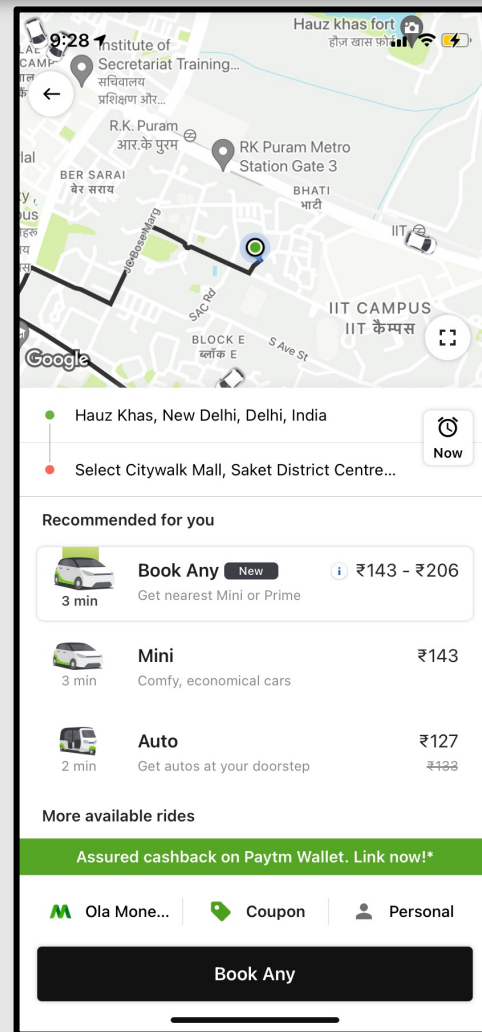 Hauz khas fort
हौज़ खास फ़ोर्ट
9:28
Institute of
Secretariat Training...
सचिवालय
प्रशिक्षण और...
R.K. Puram
आर.के पुरम
RK Puram Metro
Station Gate 3
BER SARAI
बेर सराय
BHATI
भाटी
IIT
JC Bose Marg
SAC Rd
IIT CAMPUS
IIT कैम्पस
BLOCK E
ब्लॉक E
S Ave St
Google
Hauz Khas, New Delhi, Delhi, India
Now
Select Citywalk Mall, Saket District Centre...
Recommended for you
Book Any New i ₹143 - ₹206
3 min Get nearest Mini or Prime
Mini ₹143
3 min Comfy, economical cars
Auto ₹127
2 min Get autos at your doorstep ₹133
More available rides
Assured cashback on Paytm Wallet. Link now!*
Ola Mone... Coupon Personal
Book Any